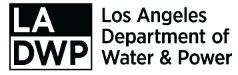 LA
DWP
Los Angeles
Department of
Water & Power